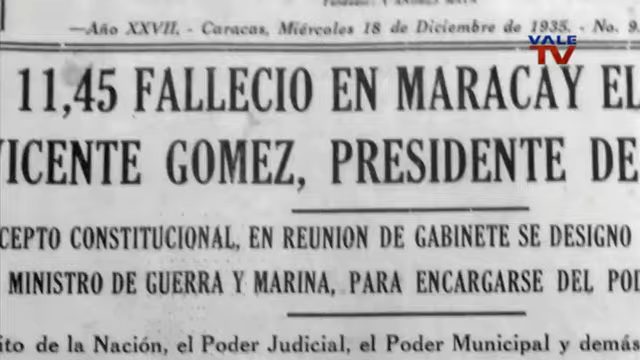 —Año XXVII, - Caracas, Miércoles 18 de Diciembre de 1935. - No. 9.
VALE
TV
11,45 FALLECIO EN MARACAY EL
VICENTE GOMEZ, PRESIDENTE DE
CEPTO CONSTITUCIONAL, EN REUNION DE GABINETE SE DESIGNO
MINISTRO DE GUERRA Y MARINA, PARA ENCARGARSE DEL POD
ito de la Nación, el Poder Judicial, el Poder Municipal y demás